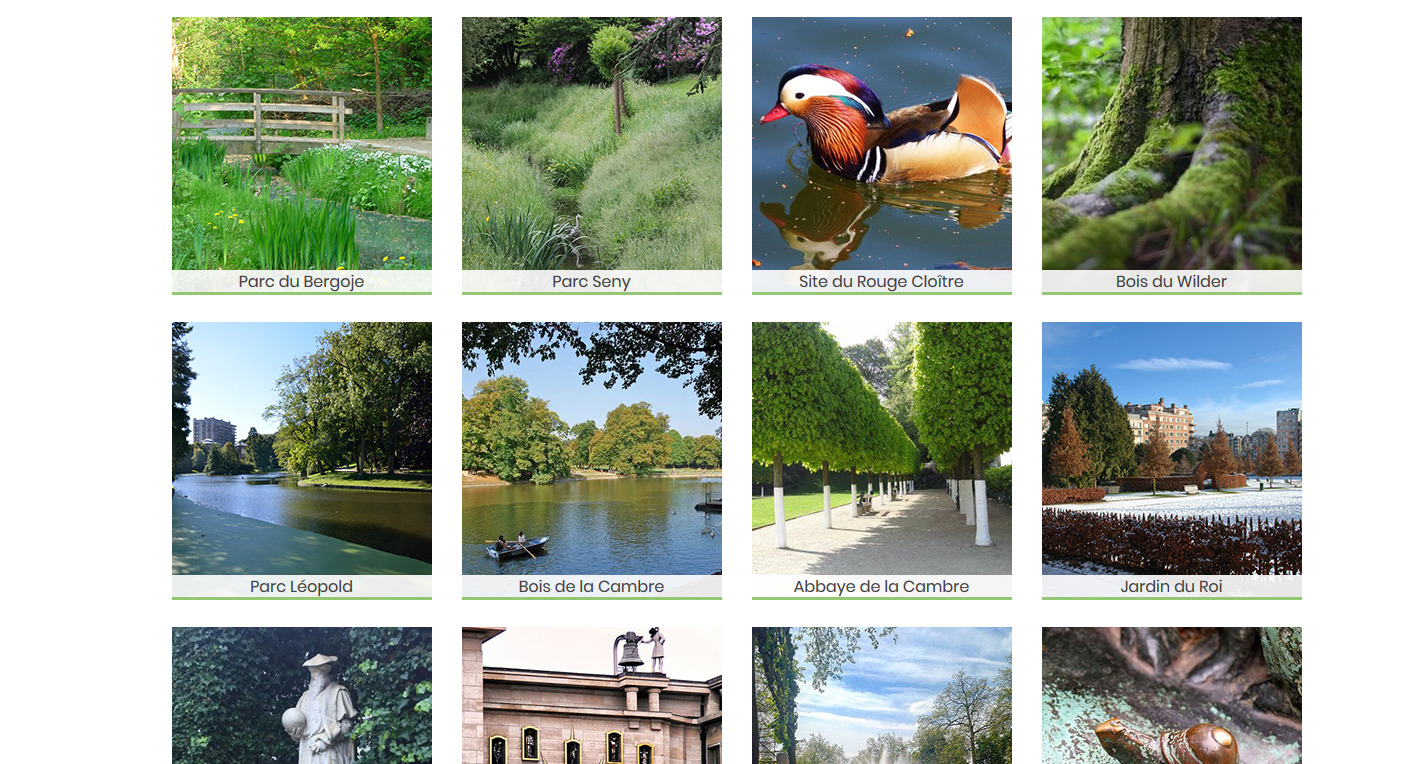 Parc du Bergoje
Parc Seny
Site du Rouge Cloître
Bois du Wilder
Parc Léopold
Bois de la Cambre
Abbaye de la Cambre
Jardin du Roi